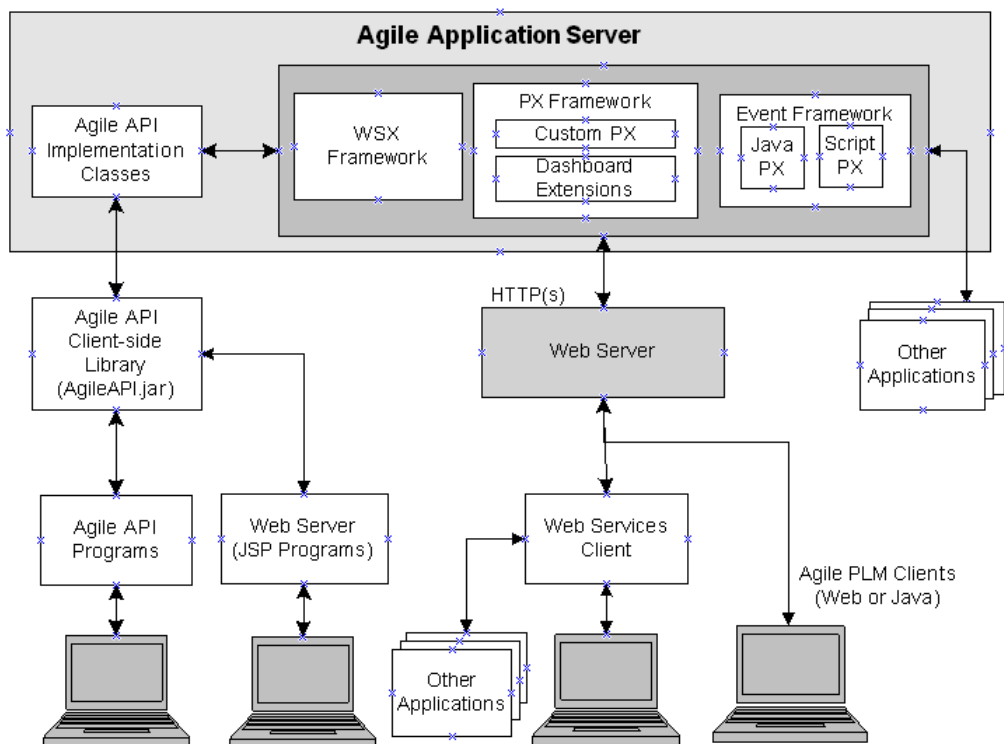 Agile Application Server
Agile API
Implementation
Classes
WSX
Framework
PX Framework
Custom PX
Dashboard
Extensions
Event Framework
Java
PX
Script
PX
Agile API
Client-side
Library
(AgileAPI.jar)
HTTP(s)
Web Server
Other
Applications
Agile API
Programs
Web Server
(JSP Programs)
Web Services
Client
Agile PLM Clients
(Web or Java)
Other
Applications